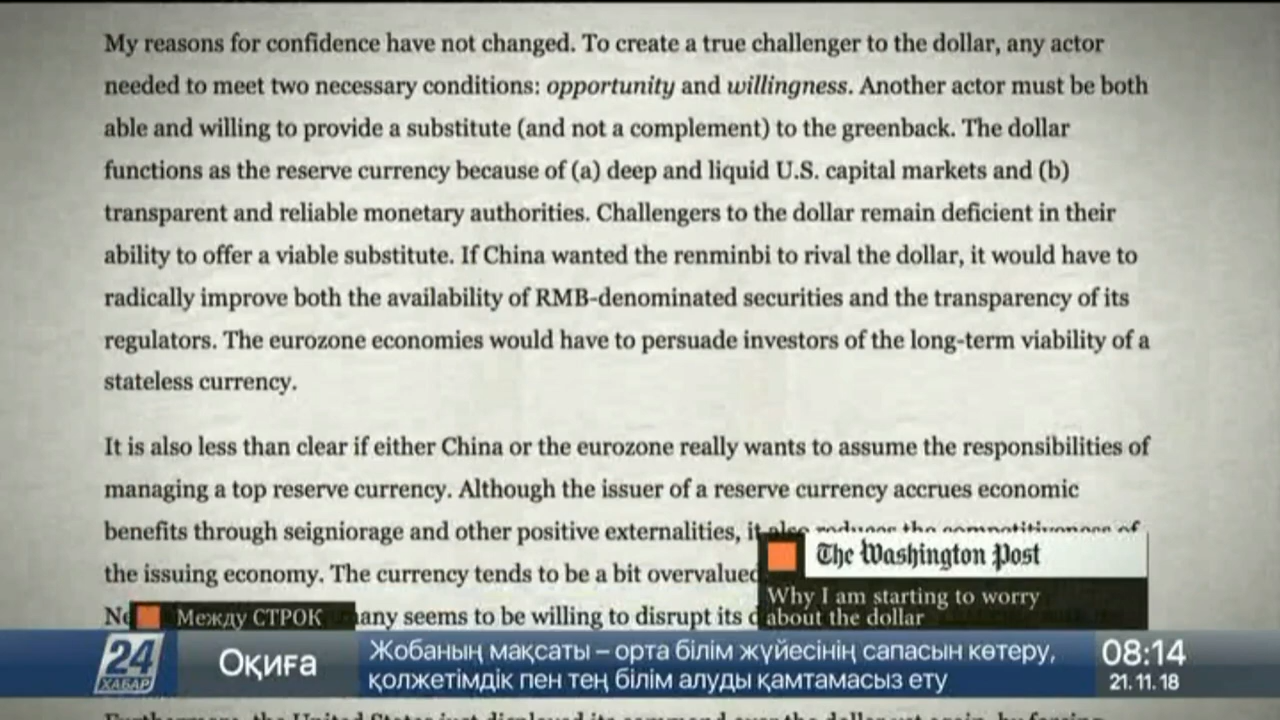 My reasons for confidence have not changed. To create a true challenger to the dollar, any actor
needed to meet two necessary conditions: opportunity and willingness. Another actor must be both
able and willing to provide a substitute (and not a complement) to the greenback. The dollar
functions as the reserve currency because of (a) deep and liquid U.S. capital markets and (b)
transparent and reliable monetary authorities. Challengers to the dollar remain deficient in their
ability to offer a viable substitute. If China wanted the renminbi to rival the dollar, it would have to
radically improve both the availability of RMB-denominated securities and the transparency of its
regulators. The eurozone economies would have to persuade investors of the long-term viability of a
stateless currency.
It is also less than clear if either China or the eurozone really wants to assume the responsibilities of
managing a top reserve currency. Although the issuer of a reserve currency accrues economic
benefits through seigniorage and other positive externalities, it also reduces the competitiveness of
the issuing economy. The currency tends to be a bit overvalued
many seems to be willing to disrupt its
The Washington Post
Why I am starting to worry
about the dollar
Между СТРОК
24
ХАБАР
Оқиға
Жобаның мақсаты – орта білім жүйесінің сапасын көтеру,
қолжетімдік пен тең білім алуды қамтамасыз ету
08:14
21.11.18